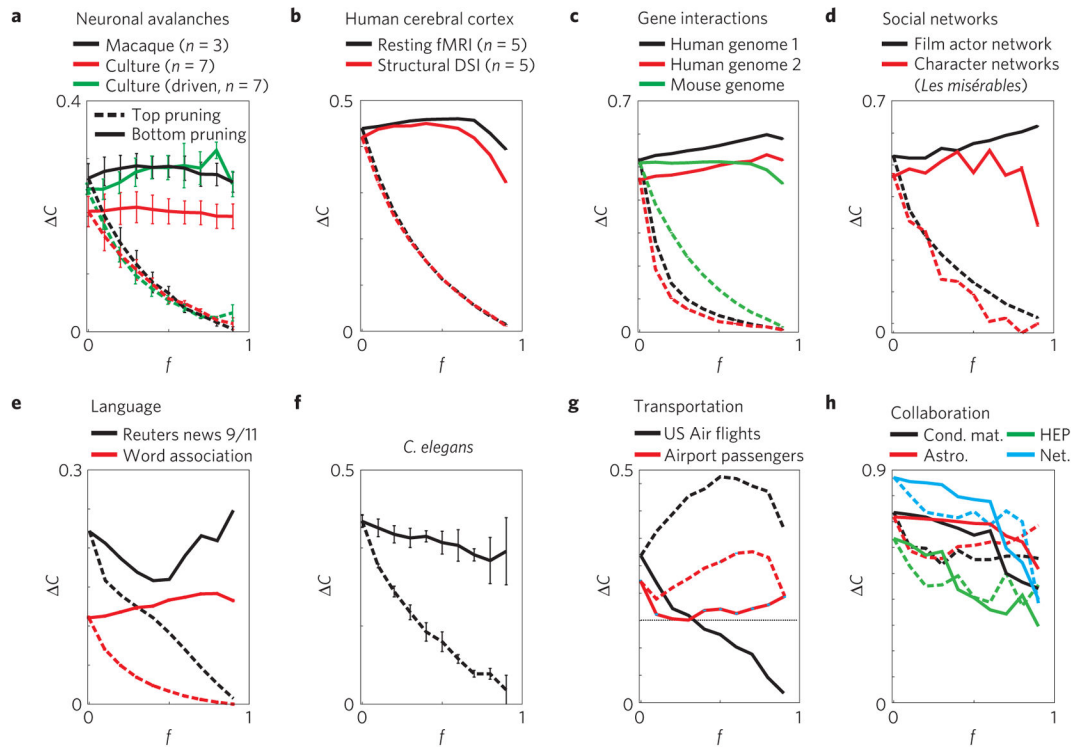 a Neuronal avalanches
Macaque (n = 3)
Culture (n = 7)
Culture (driven, n = 7)
Top pruning
Bottom pruning
0.4
ΔC
0
0 1
f
b Human cerebral cortex
Resting fMRI (n = 5)
Structural DSI (n = 5)
0.5
ΔC
0
0 1
f
c Gene interactions
Human genome 1
Human genome 2
Mouse genome
0.7
ΔC
0
0 1
f
d Social networks
Film actor network
Character networks
(Les misérables)
0.7
ΔC
0
0 1
f
e Language
Reuters news 9/11
Word association
0.3
ΔC
0
0 1
f
f C. elegans
0.5
ΔC
0
0 1
f
g Transportation
US Air flights
Airport passengers
0.5
ΔC
0
0 1
f
h Collaboration
Cond. mat. HEP
Astro. Net.
0.9
ΔC
0
0 1
f